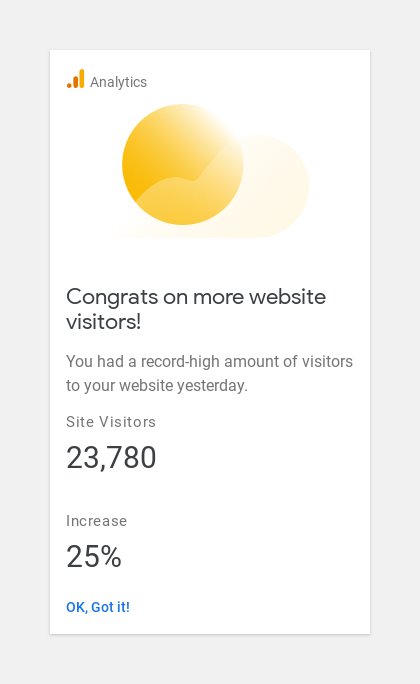 Analytics
Congrats on more website
visitors!
You had a record-high amount of visitors
to your website yesterday.
Site Visitors
23,780
Increase
25%
OK, Got it!